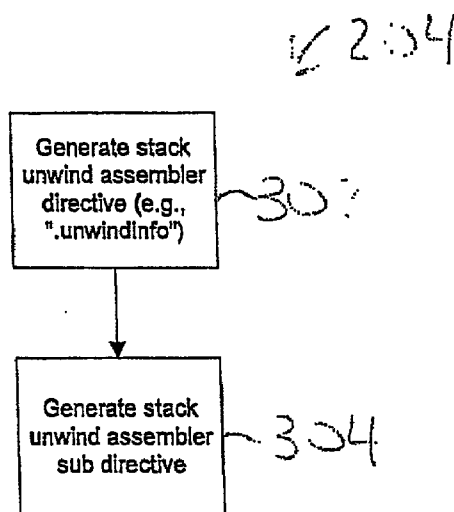 204
Generate stack
unwind assembler
directive (e.g.,
".unwindinfo")
Generate stack
unwind assembler
sub directive
304